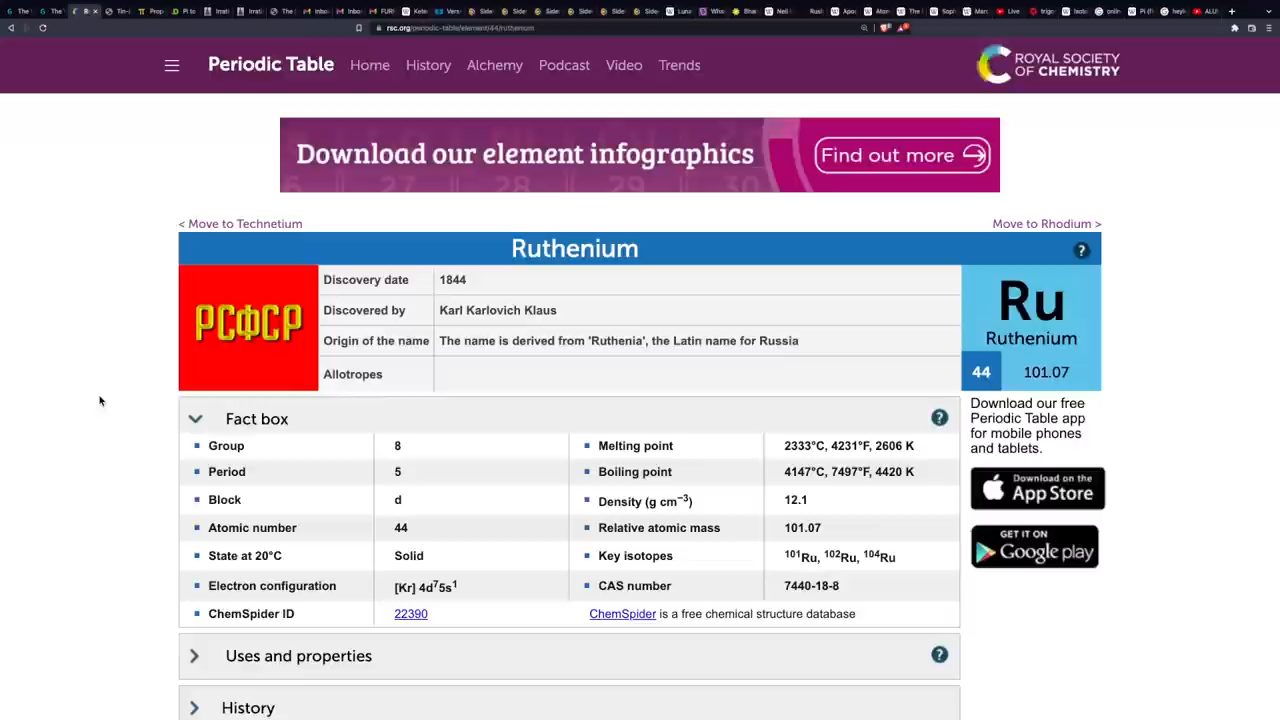 rsc.org/periodic-table/element/44/ruthenium
Periodic Table
Home
History
Alchemy
Podcast
Video
Trends
ROYAL SOCIETY
OF CHEMISTRY
Download our element infographics
Find out more
< Move to Technetium
Move to Rhodium >
Ruthenium
?
РСФСР
Discovery date 1844
Discovered by Karl Karlovich Klaus
Origin of the name The name is derived from 'Ruthenia', the Latin name for Russia
Allotropes
Ru
Ruthenium
44 101.07
Download our free
Periodic Table app
for mobile phones
and tablets.
Download on the
App Store
GET IT ON
Google play
Fact box
?
Group 8 Melting point 2333°C, 4231°F, 2606 K
Period 5 Boiling point 4147°C, 7497°F, 4420 K
Block d Density (g cm⁻³) 12.1
Atomic number 44 Relative atomic mass 101.07
State at 20°C Solid Key isotopes ¹⁰¹Ru, ¹⁰²Ru, ¹⁰⁴Ru
Electron configuration [Kr] 4d⁷5s¹ CAS number 7440-18-8
ChemSpider ID 22390 ChemSpider is a free chemical structure database
Uses and properties
?
History